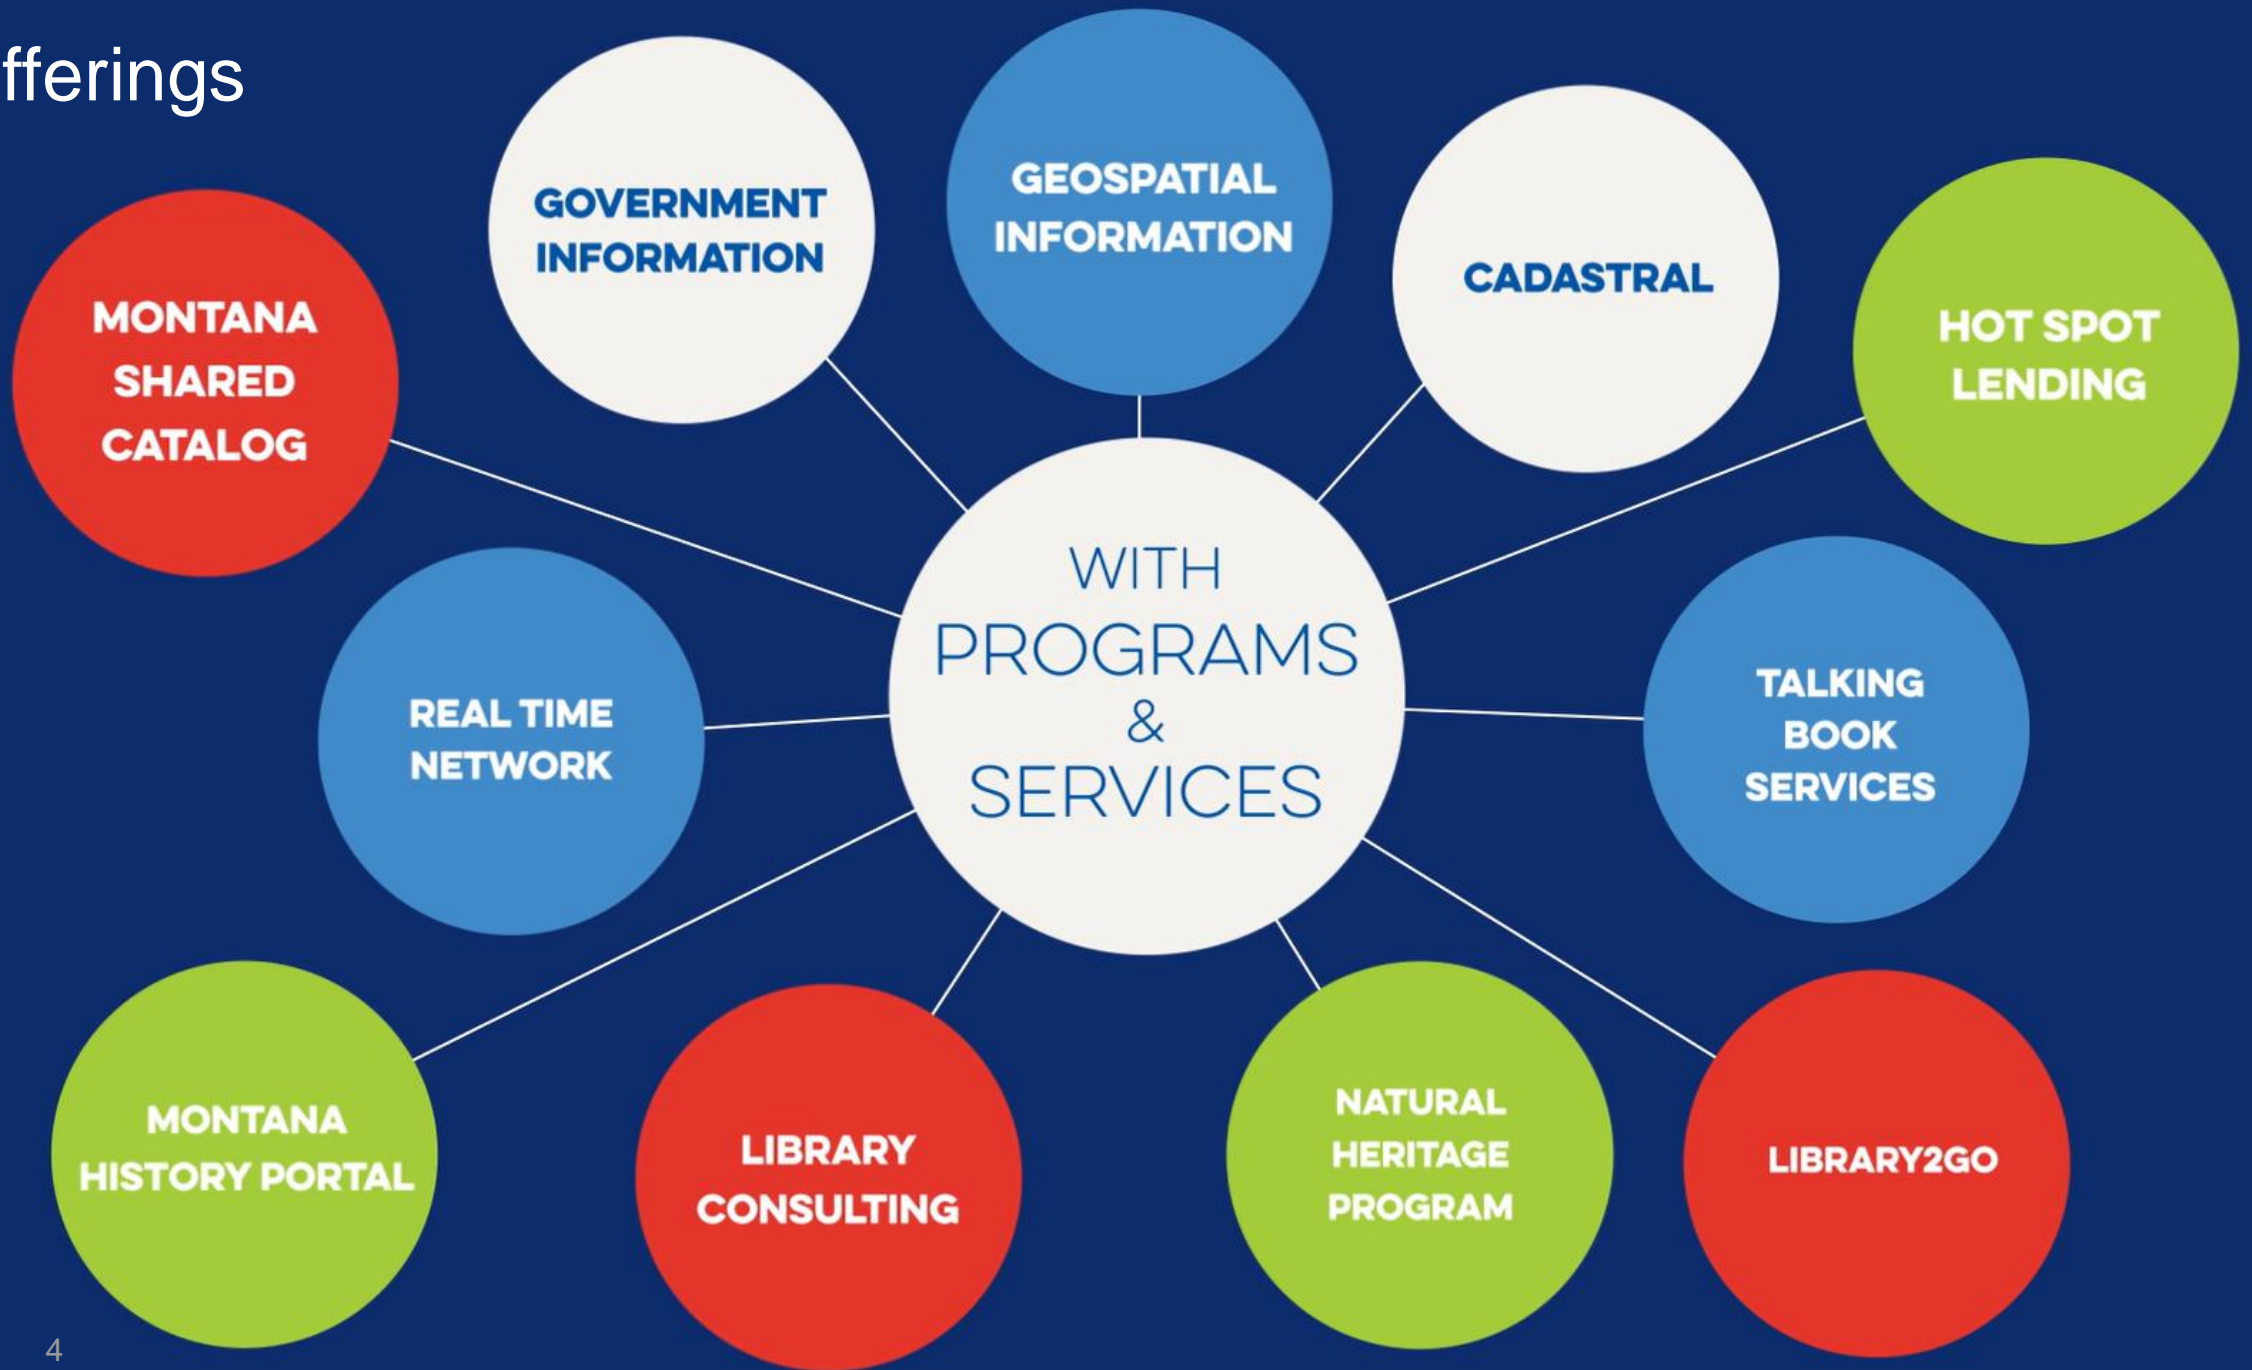 fferings
GOVERNMENT
INFORMATION
GEOSPATIAL
INFORMATION
CADASTRAL
HOT SPOT
LENDING
MONTANA
SHARED
CATALOG
WITH
PROGRAMS
&
SERVICES
REAL TIME
NETWORK
TALKING
BOOK
SERVICES
MONTANA
HISTORY PORTAL
LIBRARY
CONSULTING
NATURAL
HERITAGE
PROGRAM
LIBRARY2GO
4